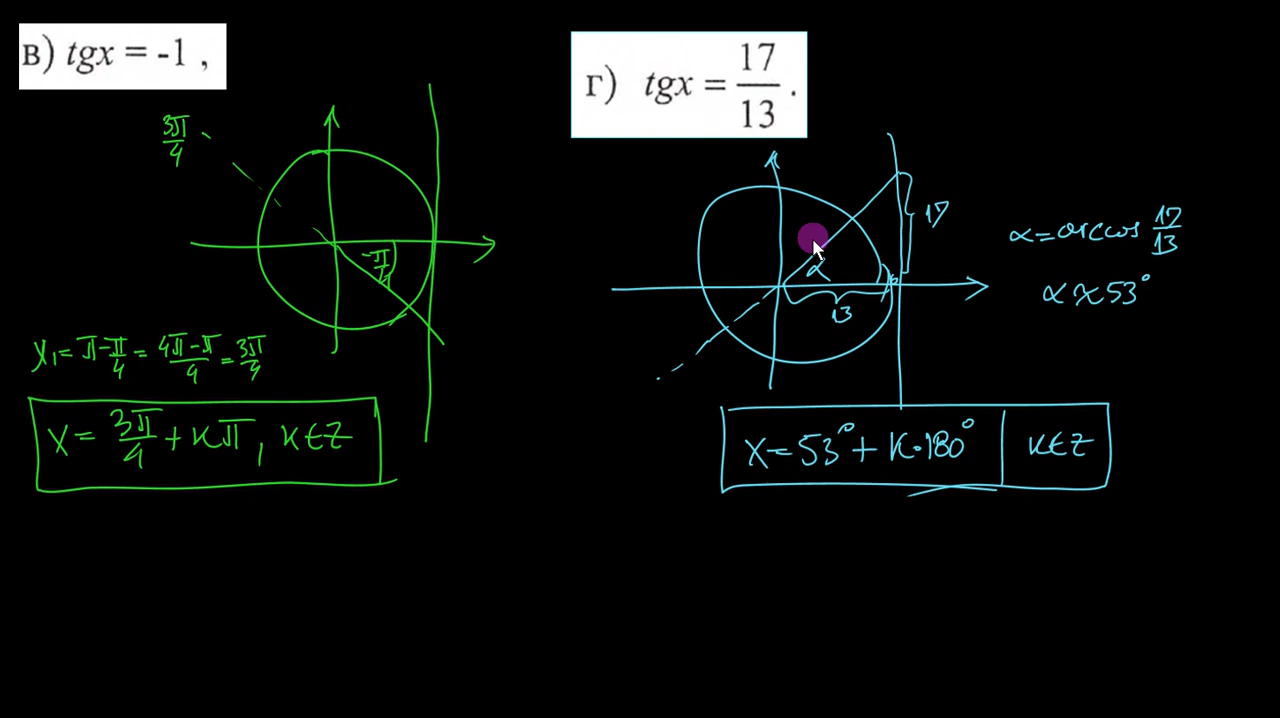 в) tgx = -1 ,
3π/4
-π/4
x₁ = π - π/4 = 4π-π/4 = 3π/4
x = 3π/4 + kπ, k∈Z
г) tgx = 17/13 .
17
α
13
α = arccos 17/13
α ≈ 53°
x = 53° + k·180° | k∈Z